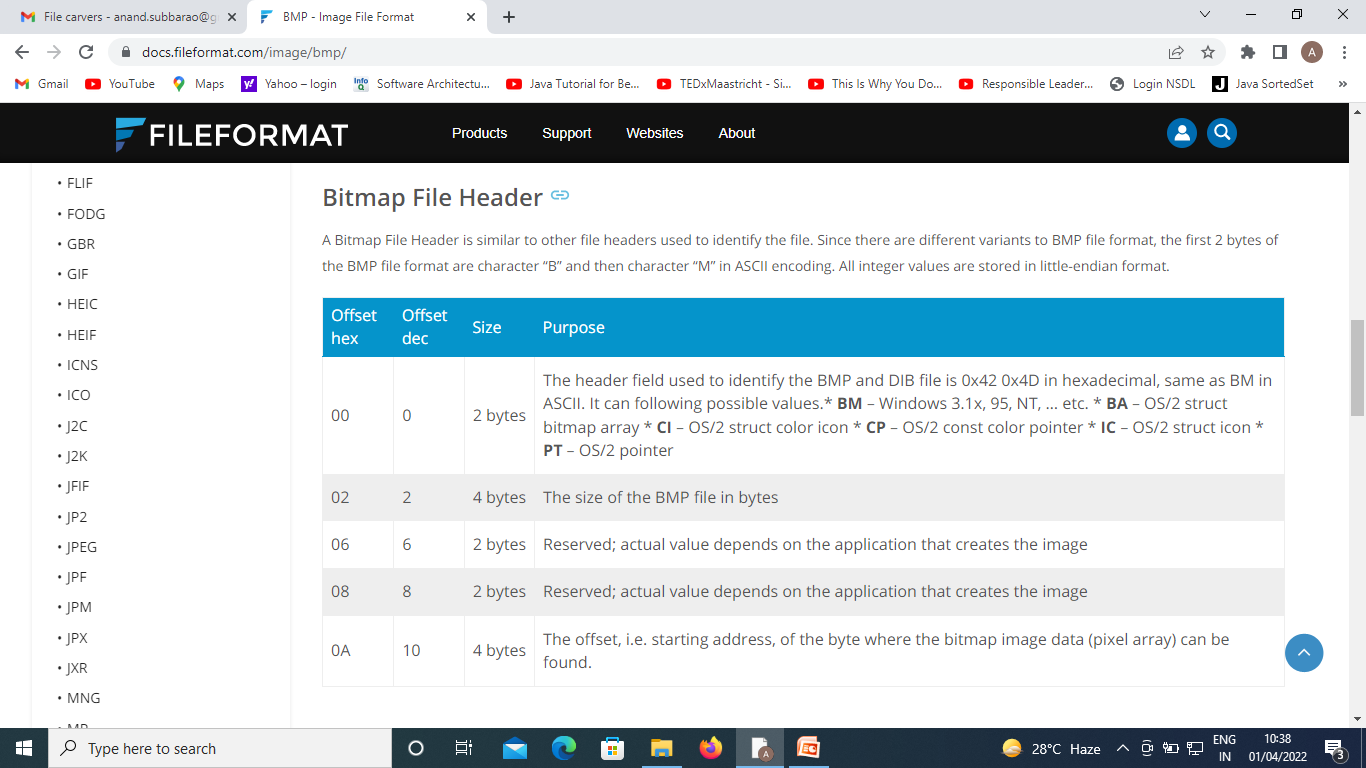 File carvers - anand.subbarao@g
BMP - Image File Format
docs.fileformat.com/image/bmp/
A
Gmail
YouTube
Maps
Yahoo – login
Software Architectu...
Java Tutorial for Be...
TEDxMaastricht - Si...
This Is Why You Do...
Responsible Leader...
Login NSDL
Java SortedSet
FILEFORMAT
Products
Support
Websites
About
• FLIF
• FODG
• GBR
• GIF
• HEIC
• HEIF
• ICNS
• ICO
• J2C
• J2K
• JFIF
• JP2
• JPEG
• JPF
• JPM
• JPX
• JXR
• MNG
Bitmap File Header
A Bitmap File Header is similar to other file headers used to identify the file. Since there are different variants to BMP file format, the first 2 bytes of
the BMP file format are character “B” and then character “M” in ASCII encoding. All integer values are stored in little-endian format.
Offset hex
Offset dec
Size
Purpose
00
0
2 bytes
The header field used to identify the BMP and DIB file is 0x42 0x4D in hexadecimal, same as BM in
ASCII. It can following possible values.* BM – Windows 3.1x, 95, NT, ... etc. * BA – OS/2 struct
bitmap array * CI – OS/2 struct color icon * CP – OS/2 const color pointer * IC – OS/2 struct icon *
PT – OS/2 pointer
02
2
4 bytes
The size of the BMP file in bytes
06
6
2 bytes
Reserved; actual value depends on the application that creates the image
08
8
2 bytes
Reserved; actual value depends on the application that creates the image
0A
10
4 bytes
The offset, i.e. starting address, of the byte where the bitmap image data (pixel array) can be
found.
Type here to search
28°C Haze
ENG
IN
10:38
01/04/2022
3